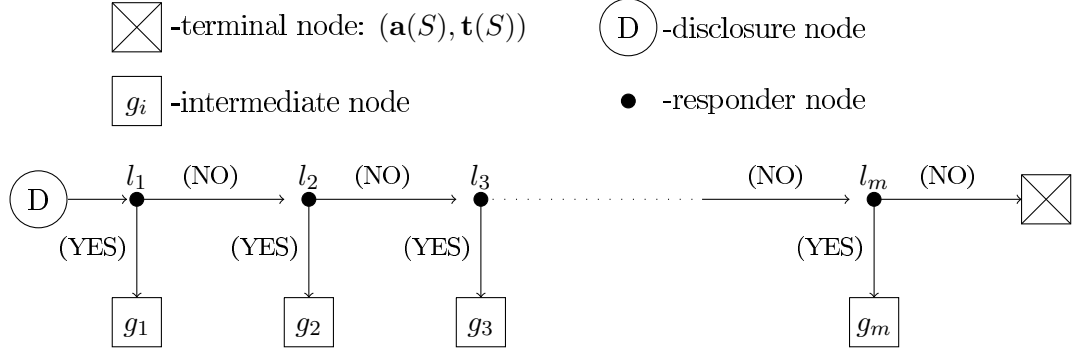 -terminal node: (a(S), t(S))
D -disclosure node
g_i -intermediate node
-responder node
l_1 (NO) l_2 (NO) l_3 (NO) l_m (NO)
D
(YES) (YES) (YES) (YES)
g_1 g_2 g_3 g_m